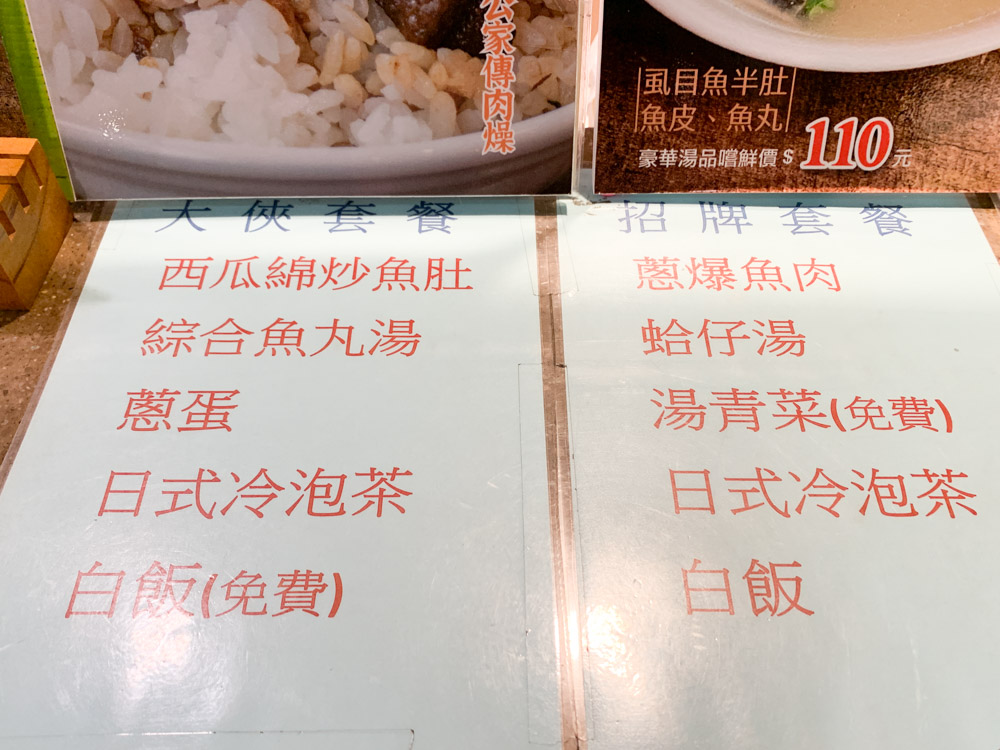 公家傳肉燥
虱目魚半肚
魚皮、魚丸
豪華湯品嚐鮮價$110元
大俠套餐
西瓜綿炒魚肚
綜合魚丸湯
蔥蛋
日式冷泡茶
白飯(免費)
招牌套餐
蔥爆魚肉
蛤仔湯
湯青菜(免費)
日式冷泡茶
白飯